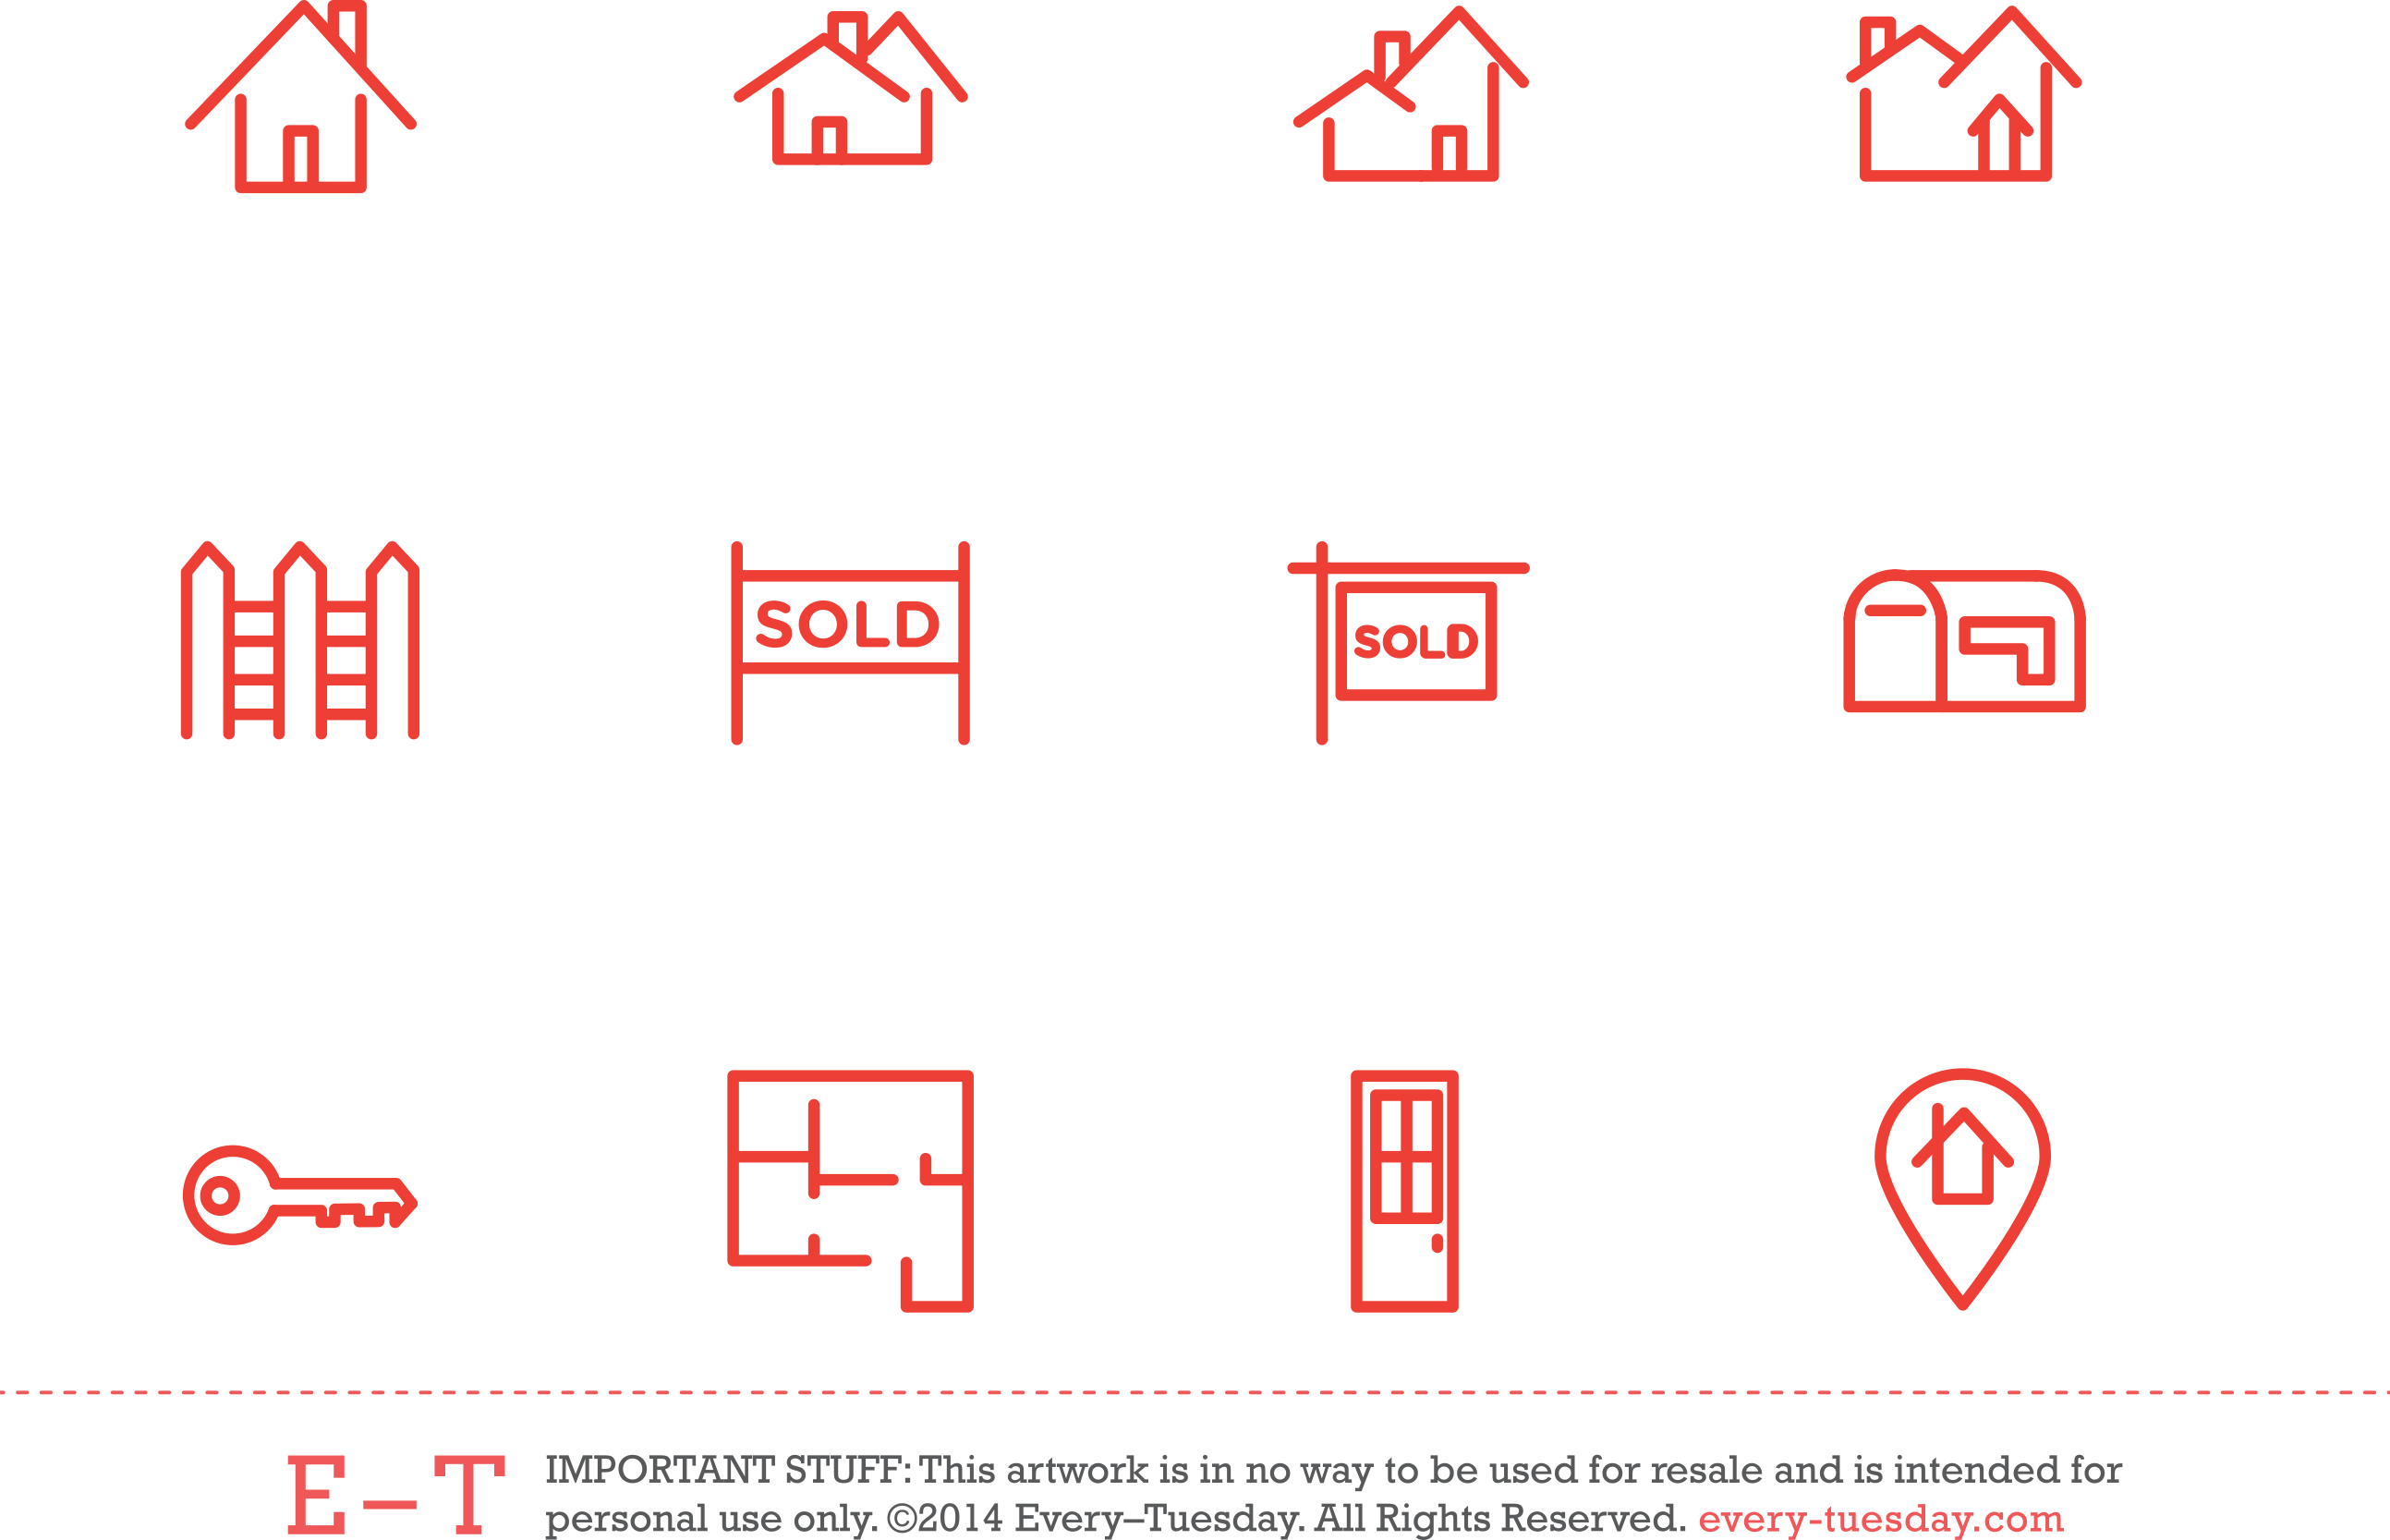 SOLD
SOLD
E-T
IMPORTANT STUFF: This artwork is in no way to be used for resale and is intended for
personal use only. ©2014 Every-Tuesday. All Rights Reserved. every-tuesday.com